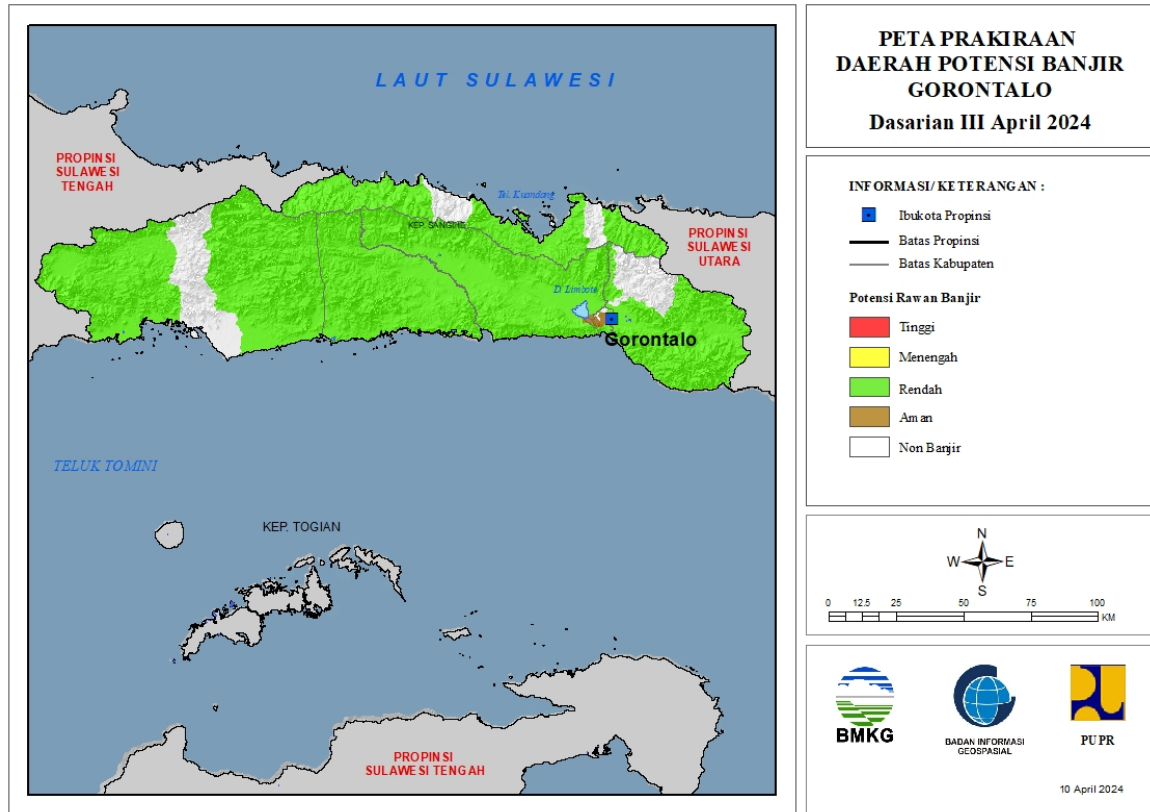 LAUT SULAWESI
PROPINSI
SULAWESI
TENGAH
Tel. Kuandang
KEP. SANGIHE
PROPINSI
SULAWESI
UTARA
D. Limboto
Gorontalo
TELUK TOMINI
KEP. TOGIAN
PROPINSI
SULAWESI TENGAH
PETA PRAKIRAAN
DAERAH POTENSI BANJIR
GORONTALO
Dasarian III April 2024
INFORMASI/ KETERANGAN :
Ibukota Propinsi
Batas Propinsi
Batas Kabupaten
Potensi Rawan Banjir
Tinggi
Menengah
Rendah
Aman
Non Banjir
N
W E
S
0 12.5 25 50 75 100
KM
BMKG
BADAN INFORMASI
GEOSPASIAL
PUPR
10 April 2024